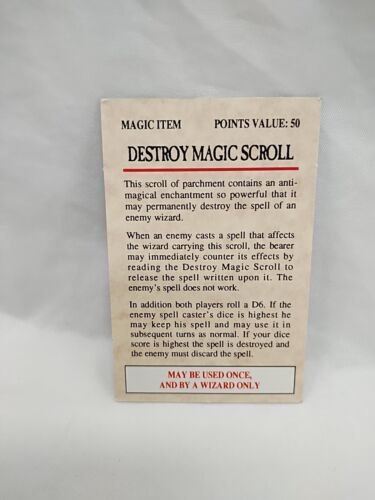 MAGIC ITEM POINTS VALUE: 50
DESTROY MAGIC SCROLL
This scroll of parchment contains an anti-
magical enchantment so powerful that it
may permanently destroy the spell of an
enemy wizard.
When an enemy casts a spell that affects
the wizard carrying this scroll, the bearer
may immediately counter its effects by
reading the Destroy Magic Scroll to
release the spell written upon it. The
enemy's spell does not work.
In addition both players roll a D6. If the
enemy spell caster's dice is highest he
may keep his spell and may use it in
subsequent turns as normal. If your dice
score is highest the spell is destroyed and
the enemy must discard the spell.
MAY BE USED ONCE,
AND BY A WIZARD ONLY